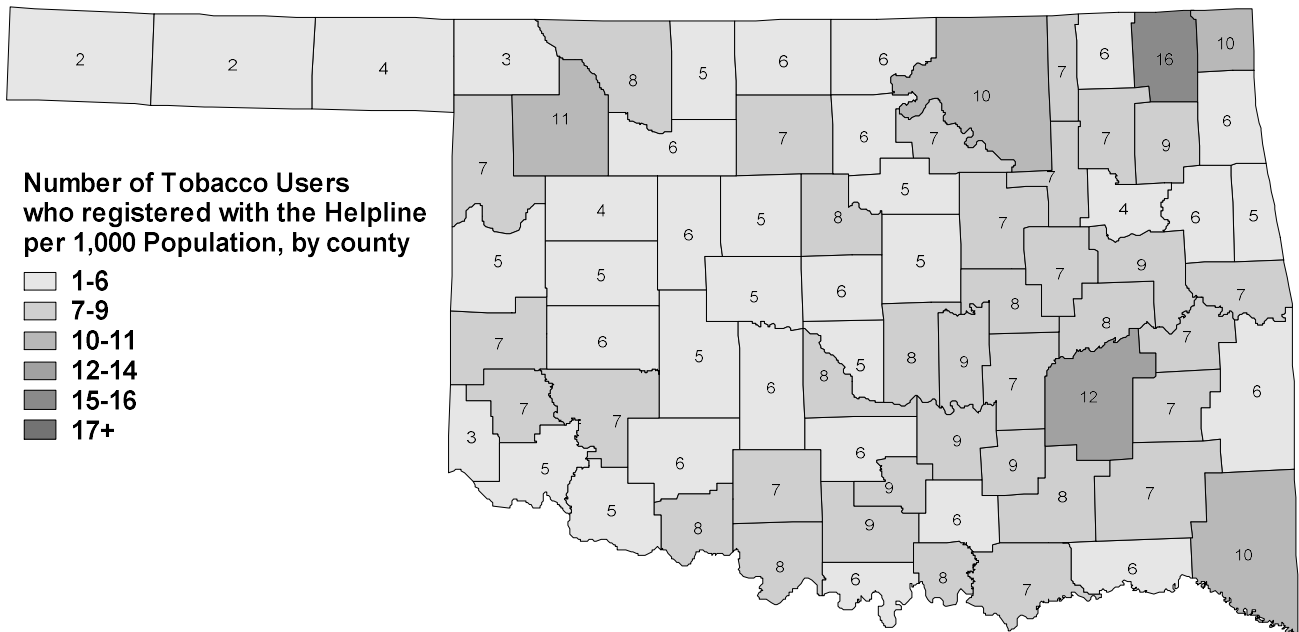 2 2 4 3 8 5 6 6 10 7 6 16 10
11 7 6 7 6 7 7 9 6
7 6 5 7
Number of Tobacco Users
who registered with the Helpline
per 1,000 Population, by county
4 6 5 8 7 4 6 5
5 5 5 7 9
1-6
5 6 8 7
7-9
7 6 5 8 7
10-11
6 8 5 8 9 7 12 6
12-14
7 7 7
15-16
3 6 6 9
17+
5 9 9
5 7 8 6 8 7
8 9 10
8 6 8 7 6